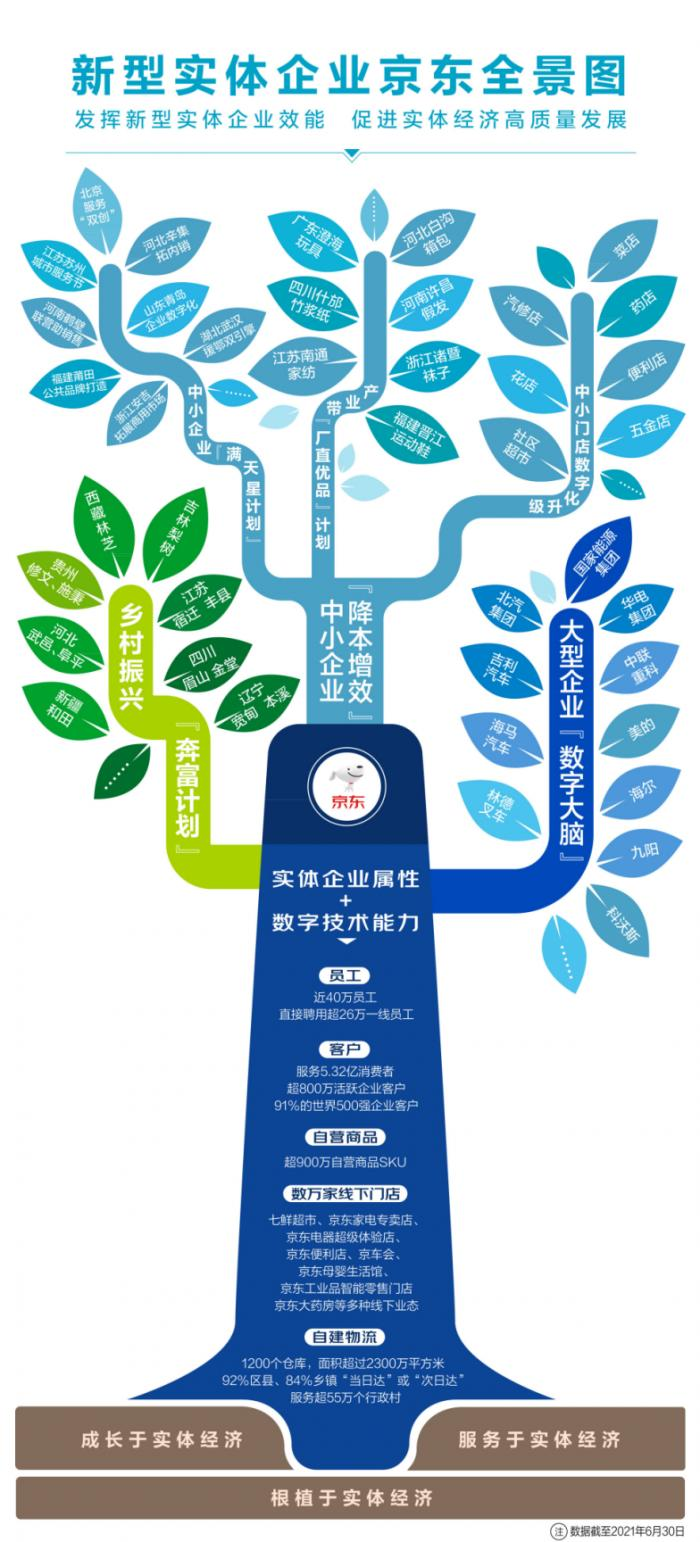 新型实体企业京东全景图
发挥新型实体企业效能 促进实体经济高质量发展
北京
服务
“双创”
河北辛集
拓内销
江苏苏州
城市服务节
山东青岛
企业数字化
河南鹤壁
联营助销售
湖北武汉
援鄂双引擎
福建莆田
公共品牌打造
浙江安吉
拓展商用市场
……
中小企业『满天星计划』
……
广东澄海
玩具
河北白沟
箱包
四川什邡
竹浆纸
河南许昌
假发
江苏南通
家纺
浙江诸暨
袜子
福建晋江
运动鞋
产业带『厂直优品』计划
菜店
汽修店
药店
花店
便利店
社区
超市
五金店
……
中小门店数字化升级
西藏林芝
吉林梨树
贵州
修文、施秉
江苏
宿迁 丰县
河北
武邑、阜平
四川
眉山 金堂
新疆
和田
辽宁
宽甸 本溪
……
乡村振兴『奔富计划』
中小企业
『降本增效』
国家能源
集团
北汽
集团
华电
集团
吉利
汽车
中联
重科
海马
汽车
美的
林德
叉车
海尔
九阳
科沃斯
……
大型企业『数字大脑』
京东
实体企业属性
+
数字技术能力
员工
近40万员工
直接聘用超26万一线员工
客户
服务5.32亿消费者
超800万活跃企业客户
91%的世界500强企业客户
自营商品
超900万自营商品SKU
数万家线下门店
七鲜超市、京东家电专卖店、
京东电器超级体验店、
京东便利店、京车会、
京东母婴生活馆、
京东工业品智能零售门店
京东大药房等多种线下业态
自建物流
1200个仓库，面积超过2300万平方米
92%区县、84%乡镇“当日达”或“次日达”
服务超55万个行政村
成长于实体经济
服务于实体经济
根植于实体经济
注 数据截至2021年6月30日